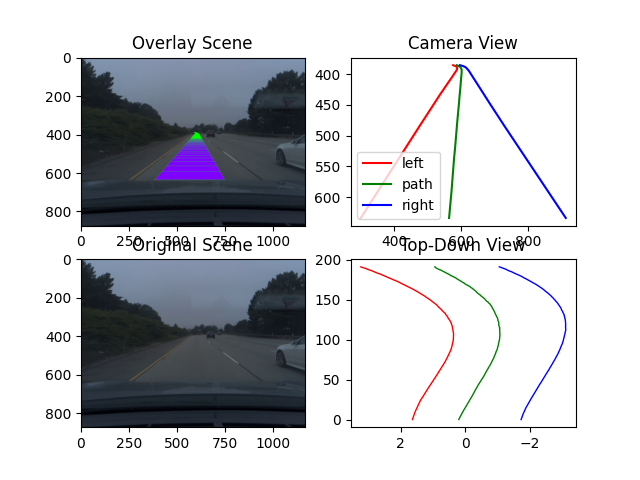 Overlay Scene
0
200
400
600
800
0 250 500 750 1000
Camera View
400
450
500
550
600
left
path
right
400 600 800
Original Scene
0
200
400
600
800
0 250 500 750 1000
Top-Down View
200
150
100
50
0
2 0 −2